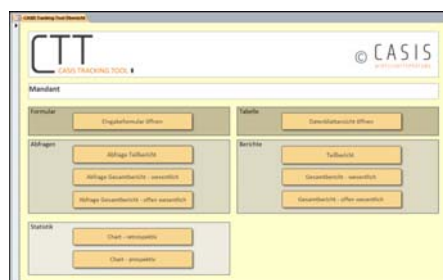 CASIS Tracking Tool Übersicht
CTT
CASIS TRACKING TOOL
© CASIS
Mandant
Formular
Eingabeformular öffnen
Tabelle
Datenblattansicht öffnen
Abfragen
Abfrage Teilbericht
Abfrage Gesamtbericht - wesentlich
Abfrage Gesamtbericht - offen wesentlich
Berichte
Teilbericht
Gesamtbericht - wesentlich
Gesamtbericht - offen wesentlich
Statistik
Chart - retrospektiv
Chart - prospektiv